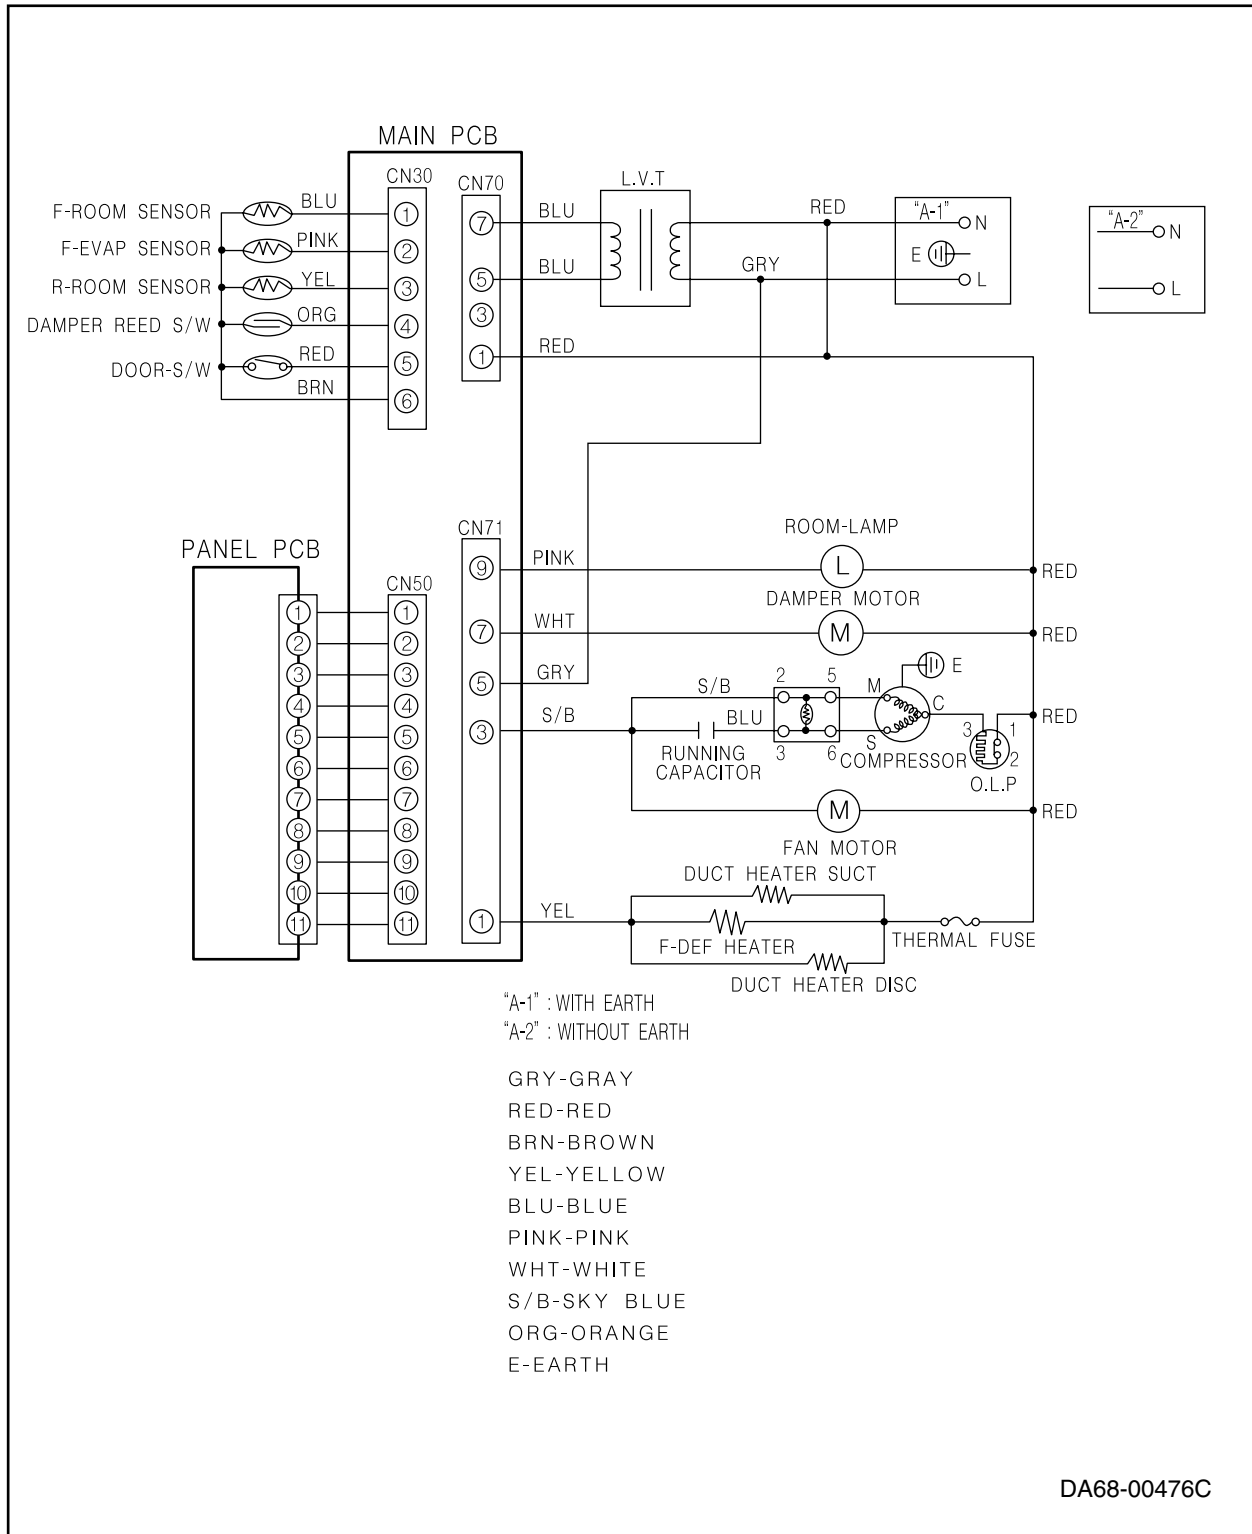 MAIN PCB
CN30
CN70
L.V.T
F-ROOM SENSOR
BLU
1
7
BLU
RED
"A-1"
N
"A-2"
N
F-EVAP SENSOR
PINK
2
E
R-ROOM SENSOR
YEL
3
5
BLU
GRY
L
L
DAMPER REED S/W
ORG
4
3
DOOR-S/W
RED
5
1
RED
BRN
6
CN71
ROOM-LAMP
PANEL PCB
CN50
9
PINK
L
RED
DAMPER MOTOR
1
1
7
WHT
M
RED
2
2
3
3
5
GRY
S/B
2
5
M
E
C
4
4
5
5
3
S/B
BLU
3
6
S
3
1
2
RED
RUNNING
CAPACITOR
COMPRESSOR
O.L.P
6
6
7
7
M
RED
8
8
FAN MOTOR
9
9
DUCT HEATER SUCT
10
10
11
11
1
YEL
F-DEF HEATER
THERMAL FUSE
DUCT HEATER DISC
"A-1" : WITH EARTH
"A-2" : WITHOUT EARTH
GRY-GRAY
RED-RED
BRN-BROWN
YEL-YELLOW
BLU-BLUE
PINK-PINK
WHT-WHITE
S/B-SKY BLUE
ORG-ORANGE
E-EARTH
DA68-00476C